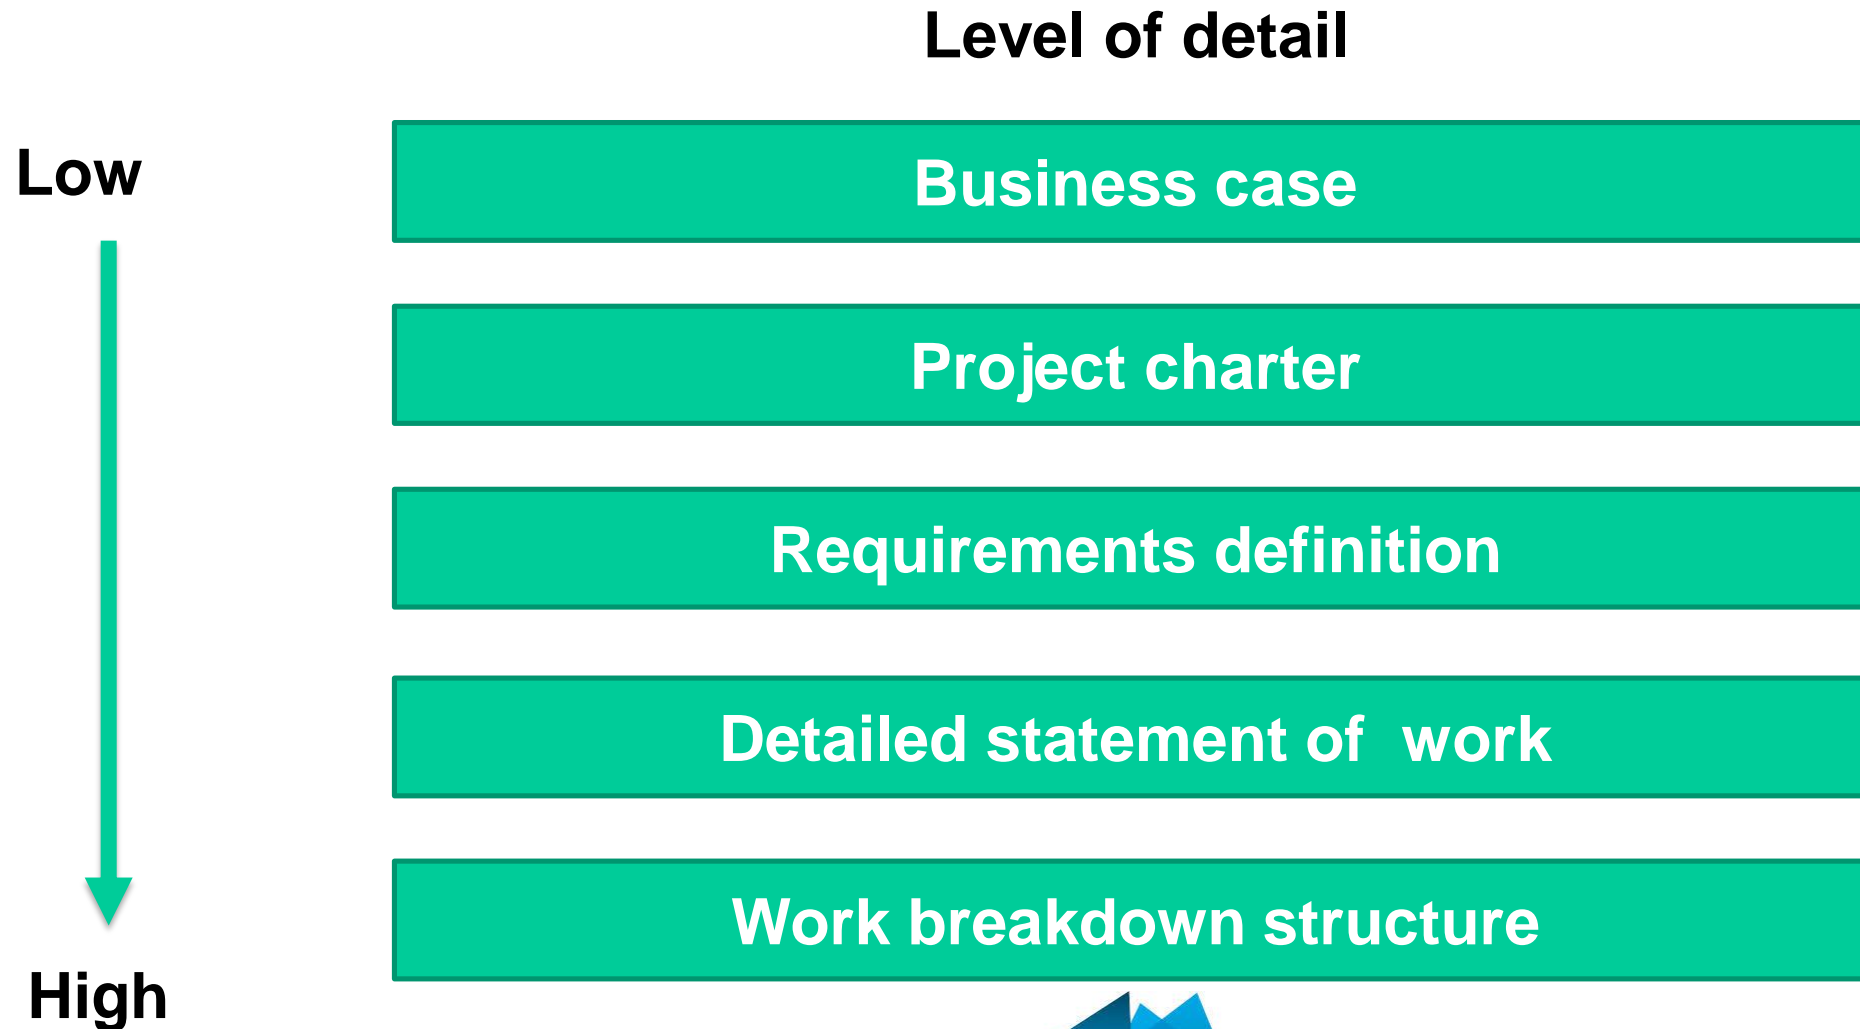 Level of detail
Low
Business case
Project charter
Requirements definition
Detailed statement of  work
Work breakdown structure
High